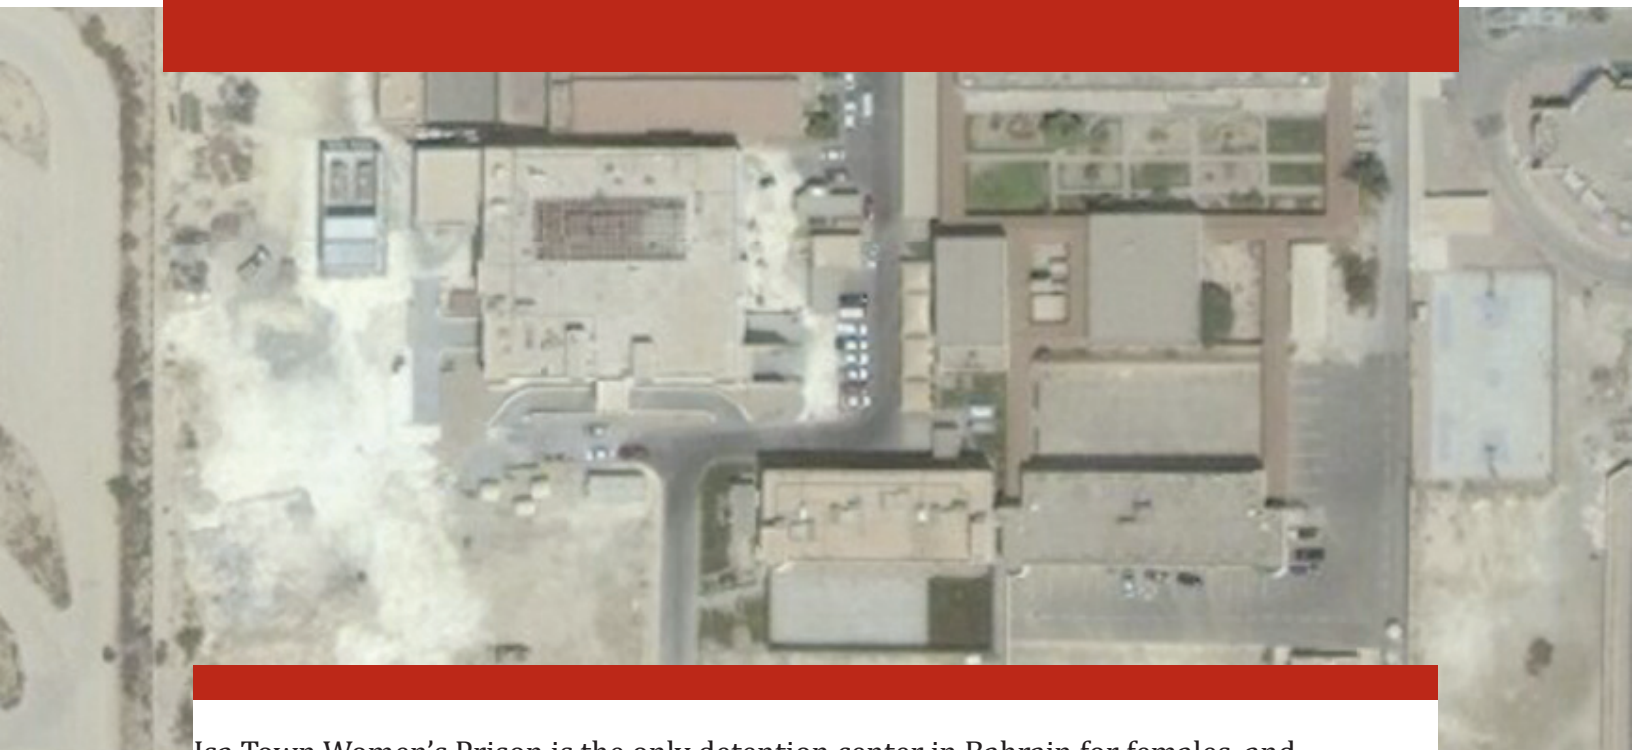 Isa Town Women's Prison is the only detention center in Bahrain for females, and